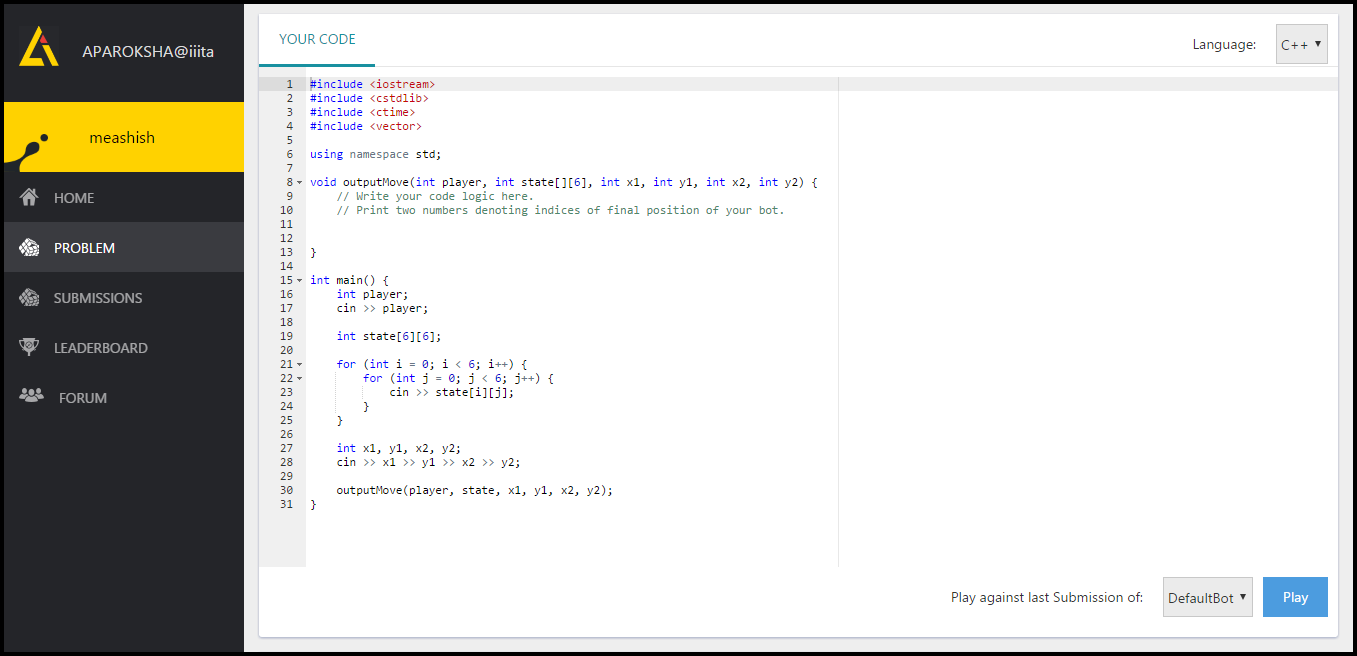 APAROKSHA@iiita
meashish
HOME
PROBLEM
SUBMISSIONS
LEADERBOARD
FORUM
YOUR CODE
Language: C++ ▾
1 #include <iostream>
2 #include <cstdlib>
3 #include <ctime>
4 #include <vector>
5
6 using namespace std;
7
8 void outputMove(int player, int state[][6], int x1, int y1, int x2, int y2) {
9     // Write your code logic here.
10     // Print two numbers denoting indices of final position of your bot.
11
12
13 }
14
15 int main() {
16     int player;
17     cin >> player;
18
19     int state[6][6];
20
21     for (int i = 0; i < 6; i++) {
22         for (int j = 0; j < 6; j++) {
23             cin >> state[i][j];
24         }
25     }
26
27     int x1, y1, x2, y2;
28     cin >> x1 >> y1 >> x2 >> y2;
29
30     outputMove(player, state, x1, y1, x2, y2);
31 }
Play against last Submission of: DefaultBot ▾ Play